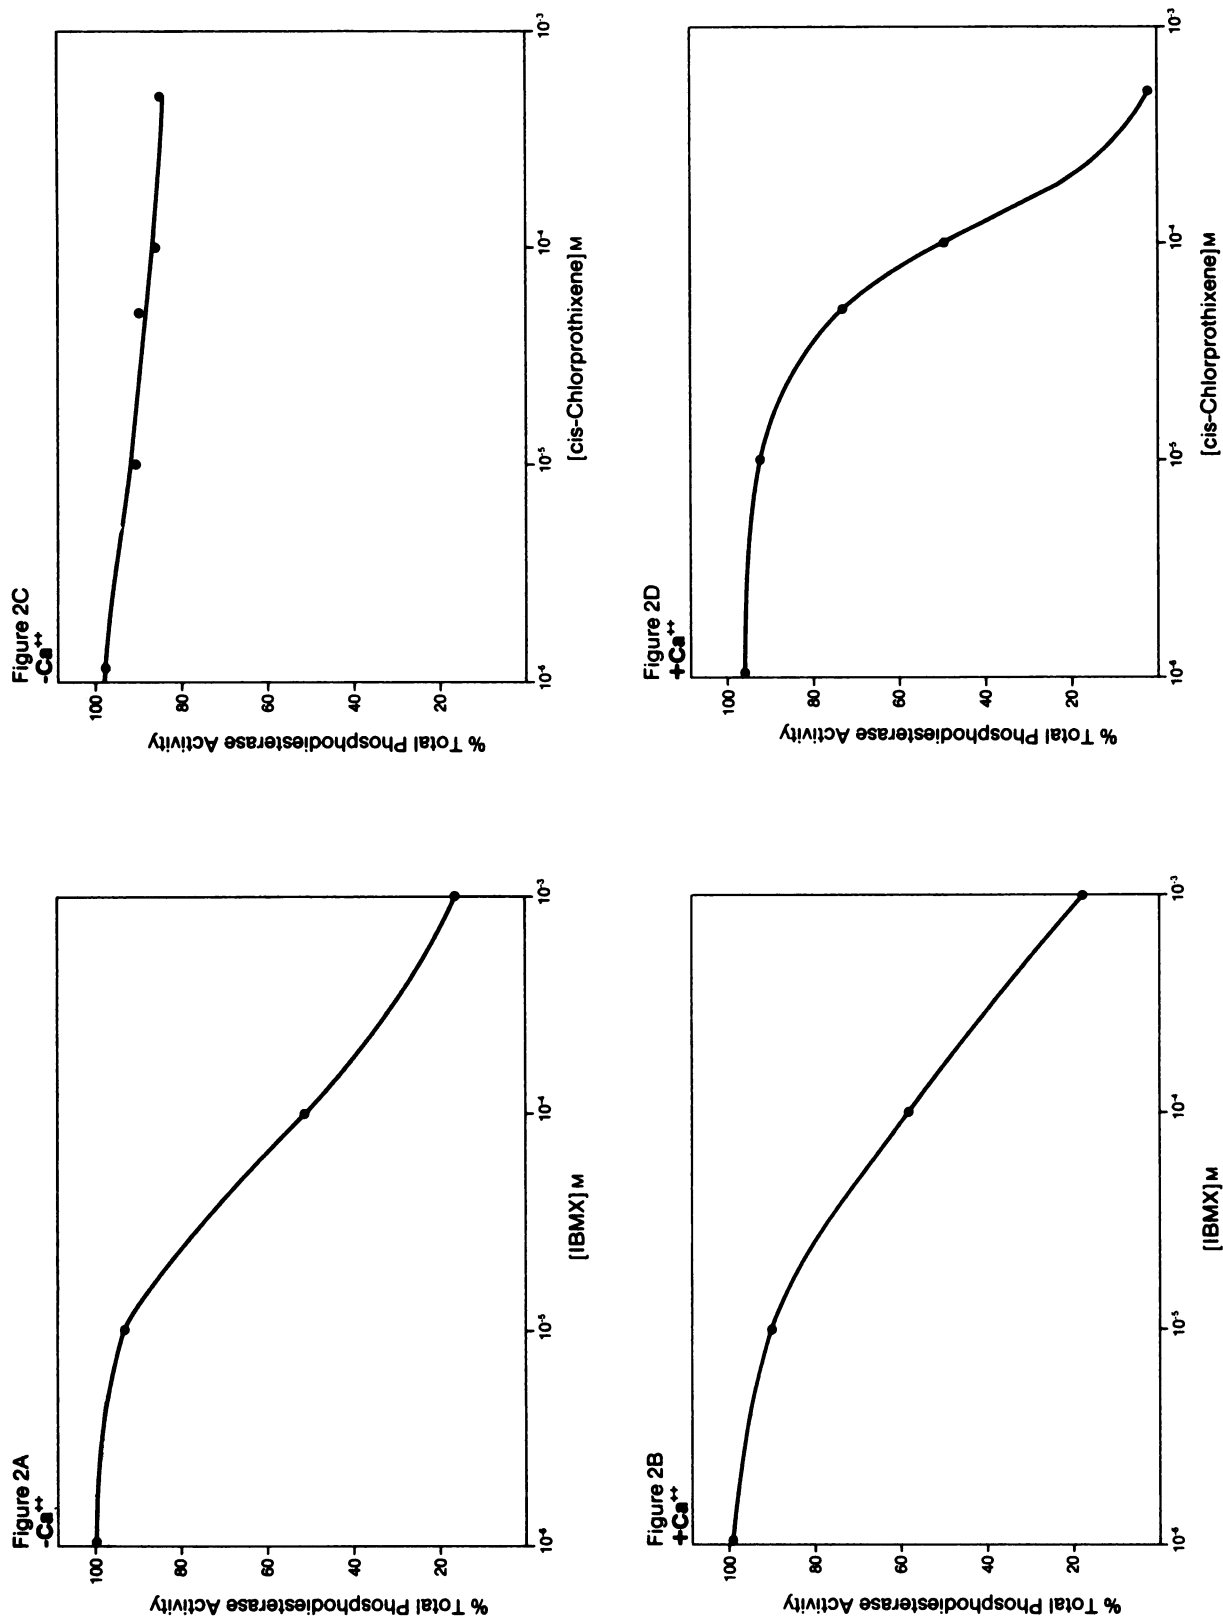 Figure 2A
-Ca++
% Total Phosphodiesterase Activity
100
80
60
40
20
10-6
10-5
10-4
10-3
[IBMX]M
Figure 2C
-Ca++
% Total Phosphodiesterase Activity
100
80
60
40
20
10-6
10-5
10-4
10-3
[cis-Chlorprothixene]M
Figure 2B
+Ca++
% Total Phosphodiesterase Activity
100
80
60
40
20
10-6
10-5
10-4
10-3
[IBMX]M
Figure 2D
+Ca++
% Total Phosphodiesterase Activity
100
80
60
40
20
10-6
10-5
10-4
10-3
[cis-Chlorprothixene]M